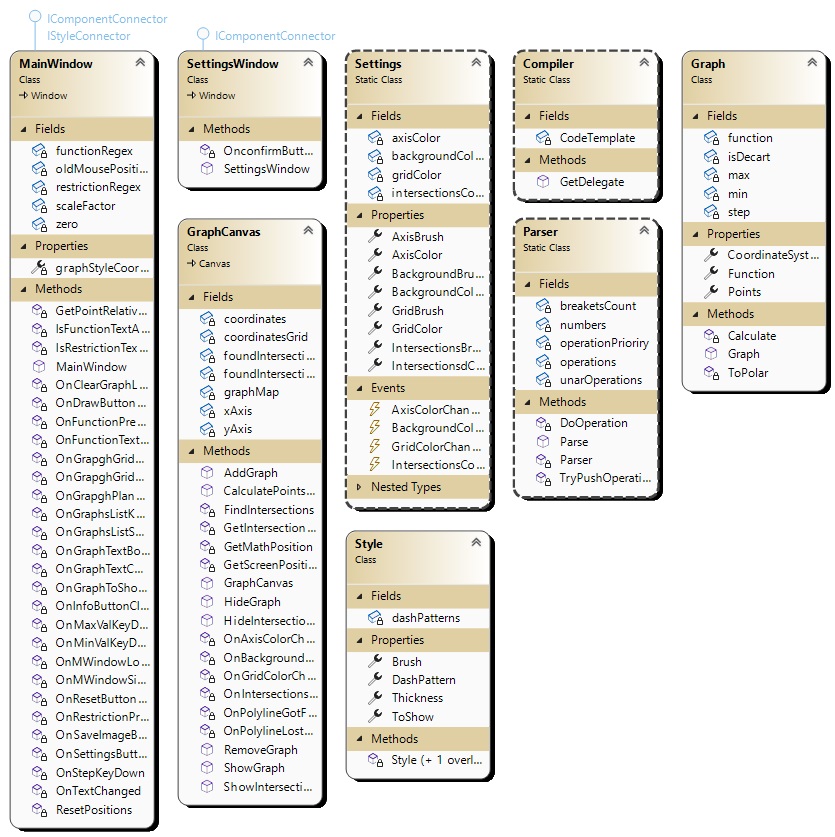 IComponentConnector
IStyleConnector
MainWindow
Class
Window
Fields
functionRegex
oldMousePositi...
restrictionRegex
scaleFactor
zero
Properties
graphStyleCoor...
Methods
GetPointRelativ...
IsFunctionTextA...
IsRestrictionTex...
MainWindow
OnClearGraphL...
OnDrawButton...
OnFunctionPre...
OnFunctionText...
OnGrapghGrid...
OnGrapghGrid...
OnGrapghPlan...
OnGraphsListK...
OnGraphsListS...
OnGraphTextBo...
OnGraphTextC...
OnGraphToSho...
OnInfoButtonCl...
OnMaxValKeyD...
OnMinValKeyD...
OnMWindowLo...
OnMWindowSi...
OnResetButton...
OnRestrictionPr...
OnSaveImageB...
OnSettingsButt...
OnStepKeyDown
OnTextChanged
ResetPositions
IComponentConnector
SettingsWindow
Class
Window
Methods
OnconfirmButt...
SettingsWindow
GraphCanvas
Class
Canvas
Fields
coordinates
coordinatesGrid
foundIntersecti...
foundIntersecti...
graphMap
xAxis
yAxis
Methods
AddGraph
CalculatePoints...
FindIntersections
GetIntersection...
GetMathPosition
GetScreenPositi...
GraphCanvas
HideGraph
HideIntersectio...
OnAxisColorCh...
OnBackground...
OnGridColorCh...
OnIntersections...
OnPolylineGotF...
OnPolylineLost...
RemoveGraph
ShowGraph
ShowIntersecti...
Settings
Static Class
Fields
axisColor
backgroundCol...
gridColor
intersectionsCo...
Properties
AxisBrush
AxisColor
BackgroundBru...
BackgroundCol...
GridBrush
GridColor
IntersectionsBr...
IntersectionsdC...
Events
AxisColorChan...
BackgroundCol...
GridColorChan...
IntersectionsCo...
Nested Types
Style
Class
Fields
dashPatterns
Properties
Brush
DashPattern
Thickness
ToShow
Methods
Style (+ 1 overl...
Compiler
Static Class
Fields
CodeTemplate
Methods
GetDelegate
Parser
Static Class
Fields
breaketsCount
numbers
operationPrioriry
operations
unarOperations
Methods
DoOperation
Parse
Parser
TryPushOperati...
Graph
Class
Fields
function
isDecart
max
min
step
Properties
CoordinateSyst...
Function
Points
Methods
Calculate
Graph
ToPolar